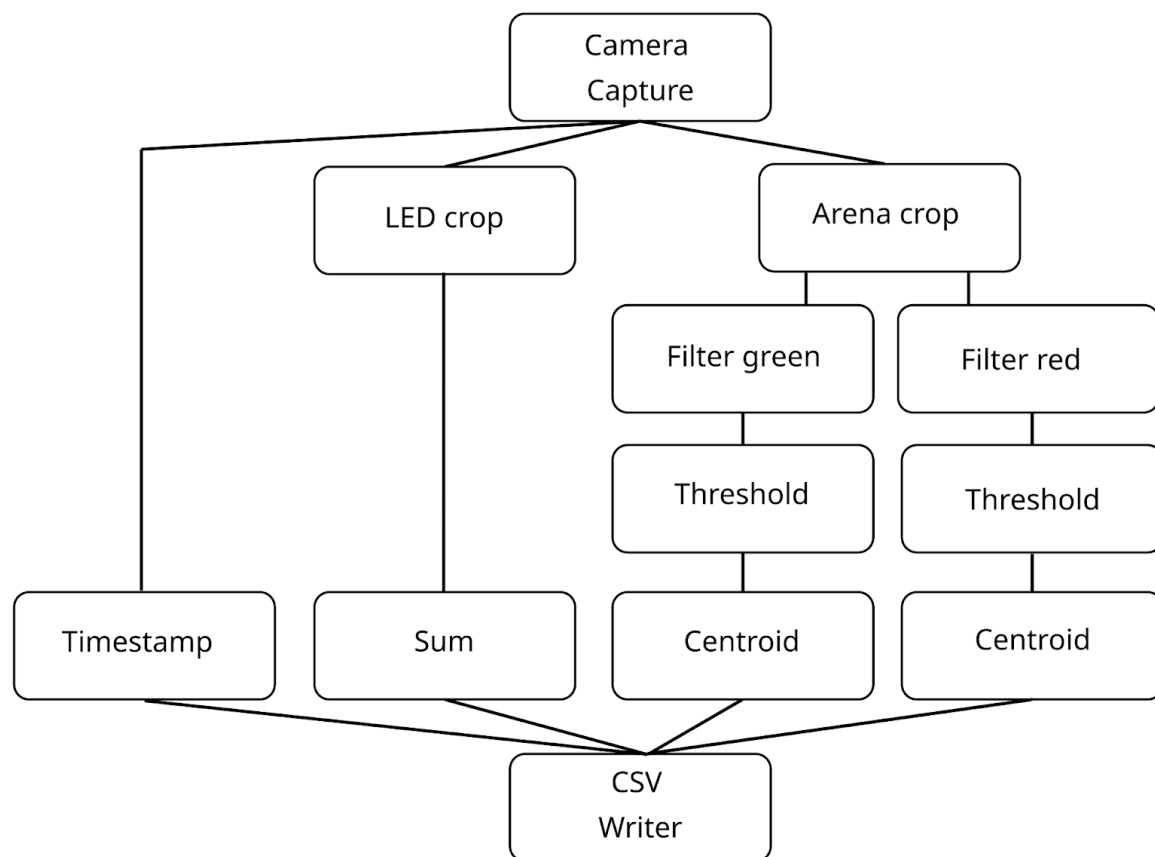 Camera
Capture
LED crop
Arena crop
Filter green
Filter red
Threshold
Threshold
Timestamp
Sum
Centroid
Centroid
CSV
Writer